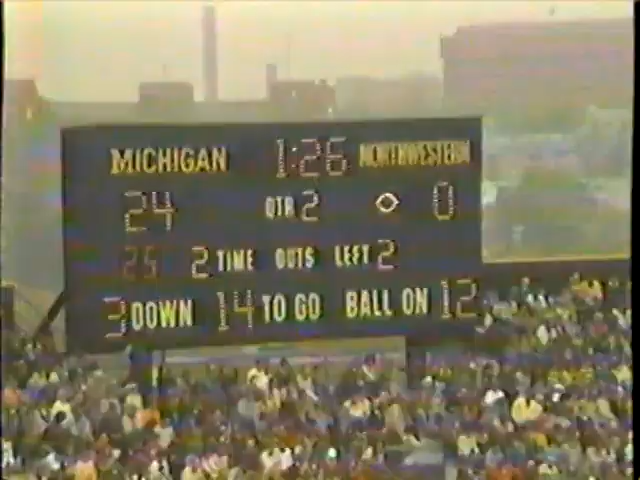 MICHIGAN 1:26 NORTHWESTERN
24 QTR 2 0
25 2 TIME OUTS LEFT 2
3 DOWN 14 TO GO BALL ON 12